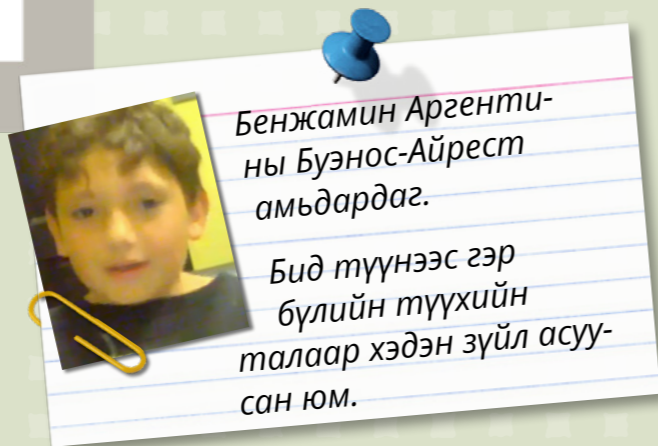 Бенжамин Аргенти-
ны Буэнос-Айрест
амьдардаг.
Бид түүнээс гэр
бүлийн түүхийн
талаар хэдэн зүйл асуу-
сан юм.